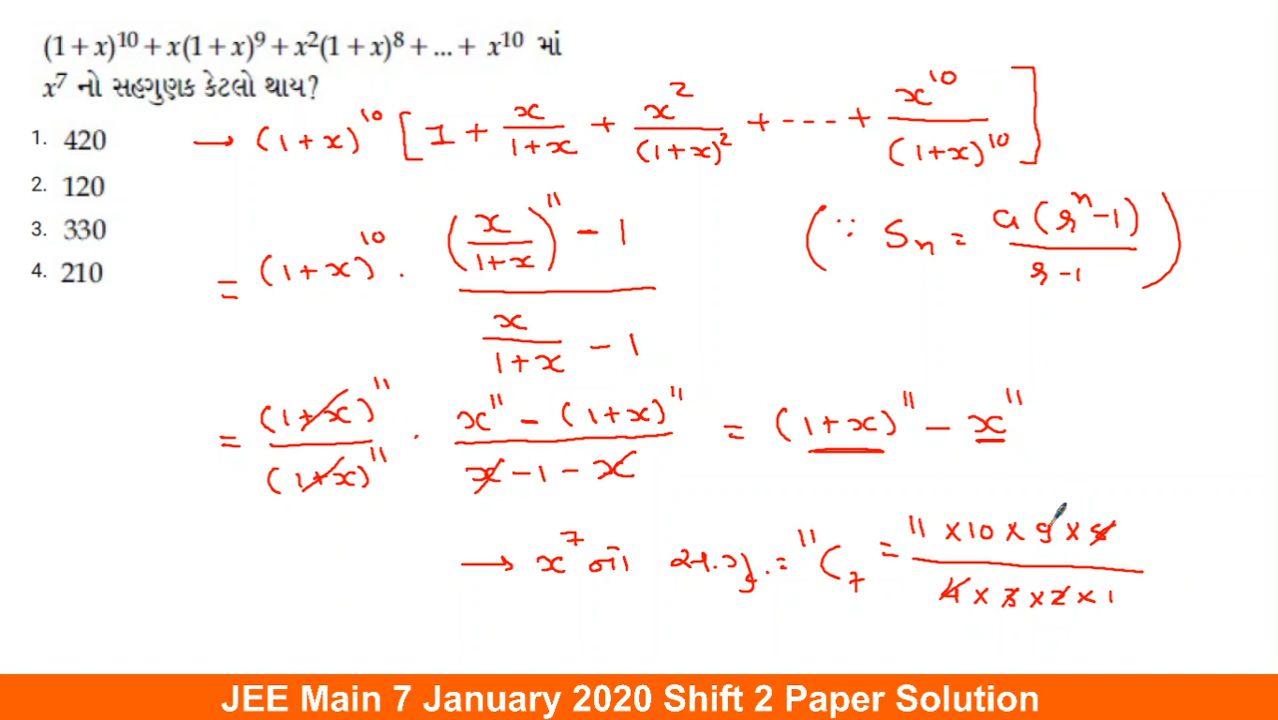 (1+x)¹⁰ + x(1+x)⁹ + x²(1+x)⁸ + ... + x¹⁰ માં
x⁷ નો સહગુણક કેટલો થાય?
1. 420
2. 120
3. 330
4. 210
→ (1+x)¹⁰ [1 + x/(1+x) + x²/(1+x)² + ---- + x¹⁰/(1+x)¹⁰]
= (1+x)¹⁰ · ((x/(1+x))¹¹ - 1)/(x/(1+x) - 1)
(∵ Sn = a(rⁿ-1)/(r-1))
= (1+x)¹¹/(1+x)¹¹ · (x¹¹ - (1+x)¹¹)/(x - 1 - x) = (1+x)¹¹ - x¹¹
→ x⁷ નો સહગુ. = ¹¹C₇ = (11 × 10 × 9 × 8)/(4 × 3 × 2 × 1)
JEE Main 7 January 2020 Shift 2 Paper Solution